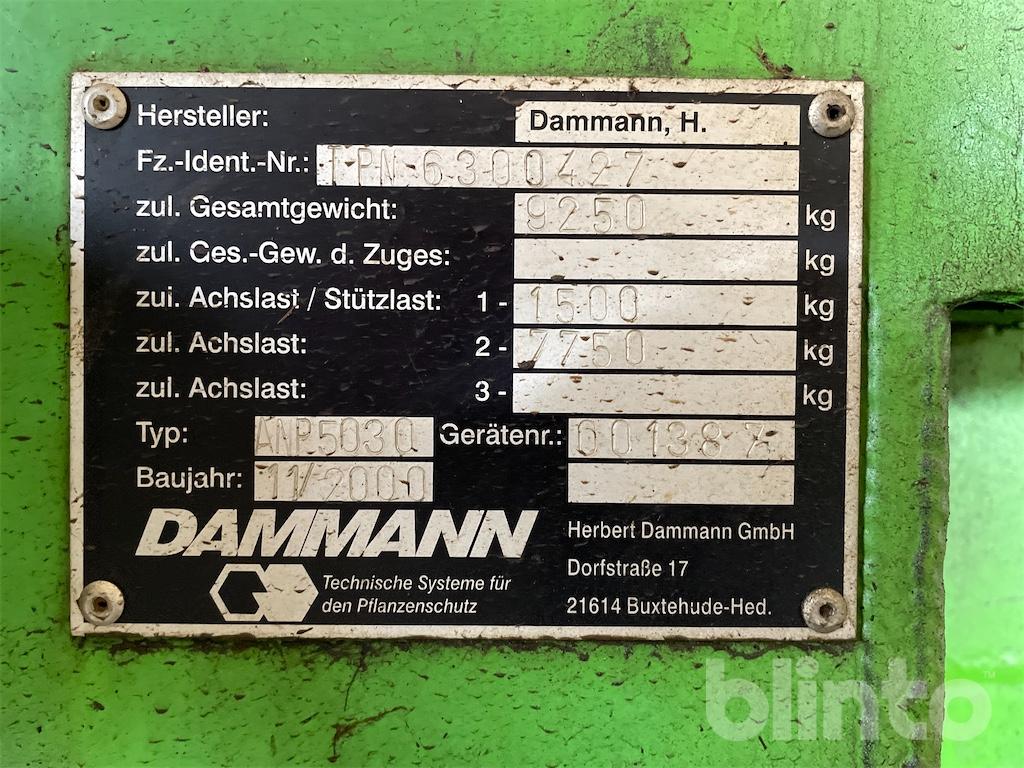 Hersteller: Dammann, H.
Fz.-Ident.-Nr.: TPN 6300427
zul. Gesamtgewicht: 9250 kg
zul. Ges.-Gew. d. Zuges: kg
zul. Achslast / Stützlast: 1 - 1500 kg
zul. Achslast: 2 - 7750 kg
zul. Achslast: 3 - kg
Typ: ANP5030 Gerätenr.: 001387
Baujahr: 11/2000
DAMMANN
Technische Systeme für
den Pflanzenschutz
Herbert Dammann GmbH
Dorfstraße 17
21614 Buxtehude-Hed.
blinto™